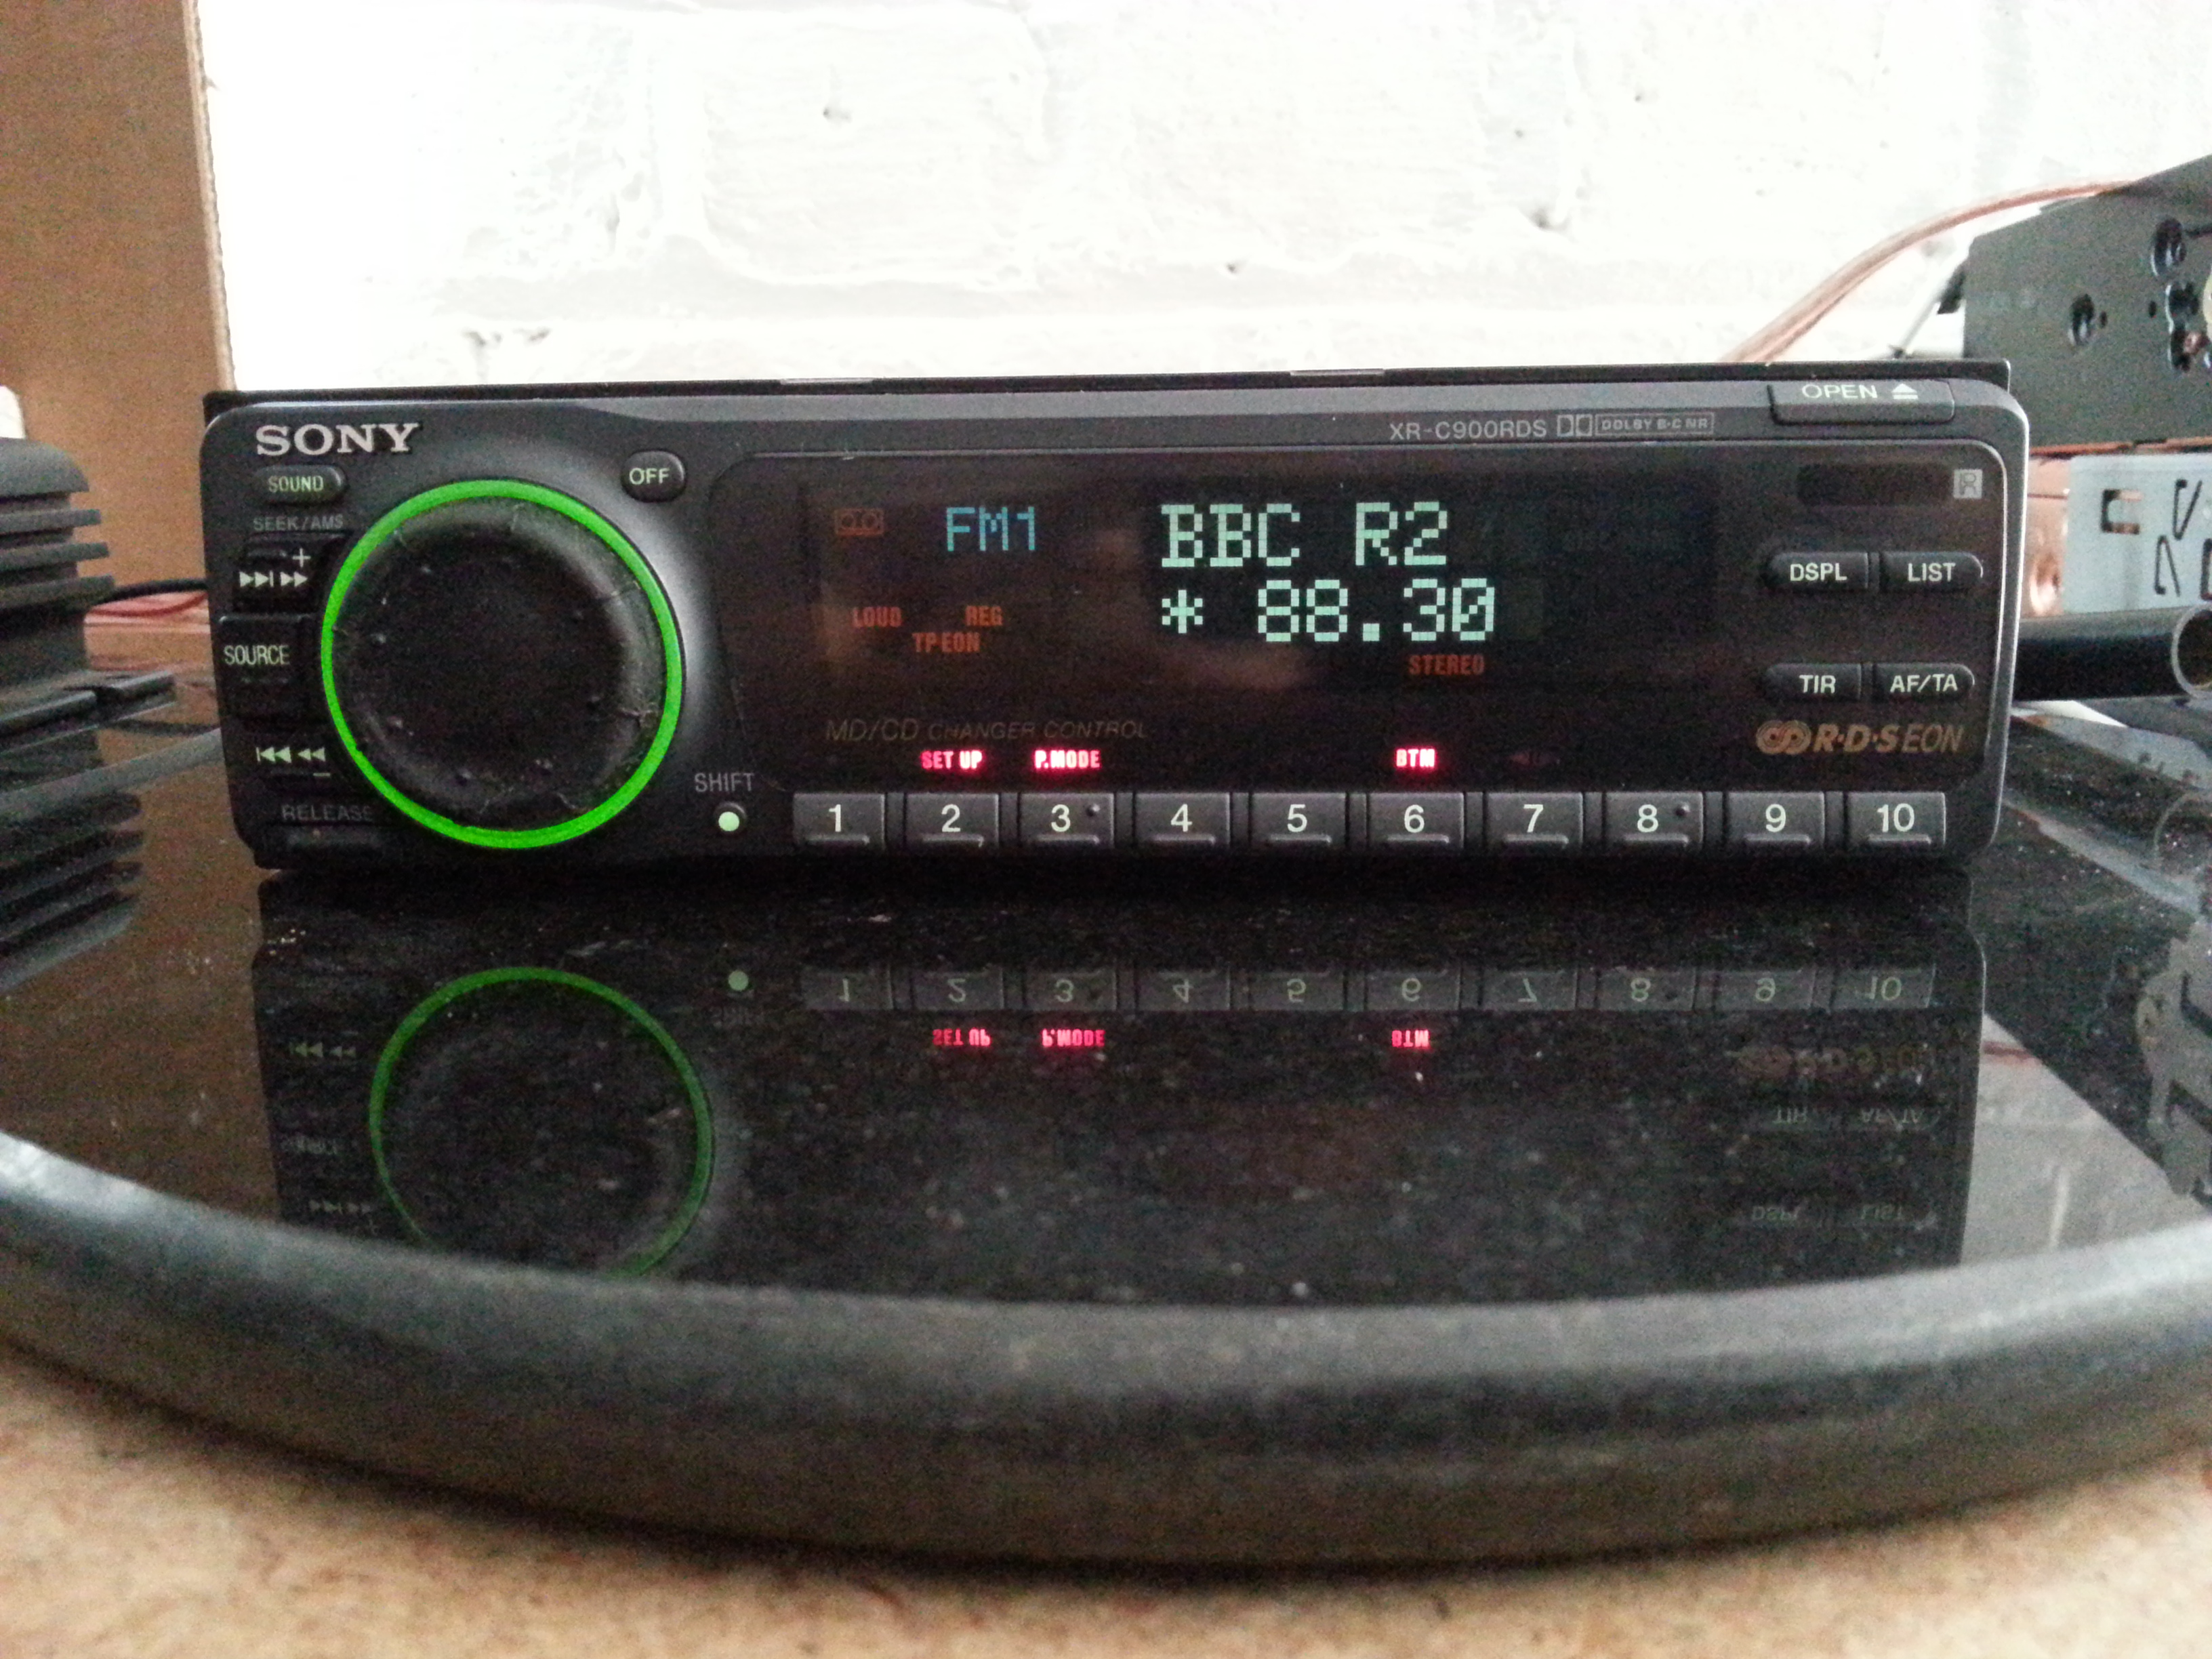 OPEN
XR-C900RDS DOLBY B·C NR
SONY
SOUND
OFF
SEEK/AMS
+
SOURCE
−
RELEASE
FM1
BBC R2
* 88.30
LOUD REG
TP EON
STEREO
R
DSPL LIST
TIR AF/TA
MD/CD CHANGER CONTROL
R·D·S EON
SET UP P.MODE BTM
SHIFT
1 2 3 4 5 6 7 8 9 10